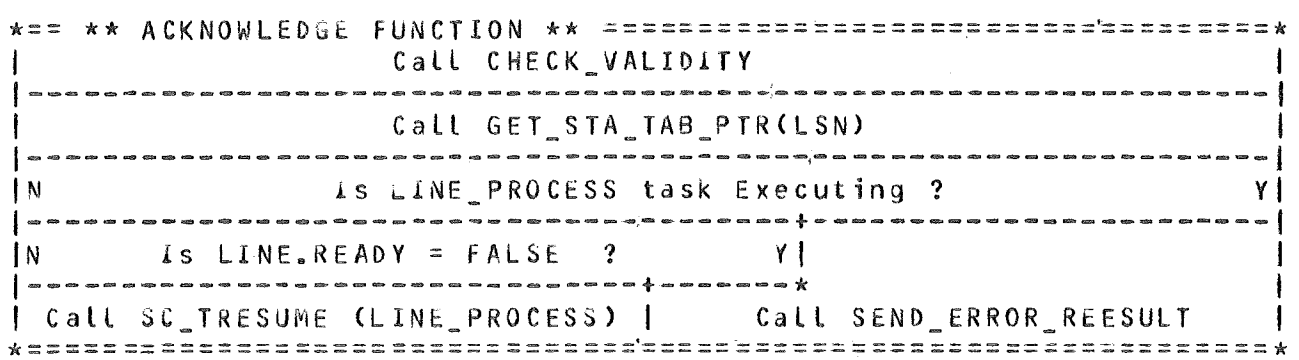 *== ** ACKNOWLEDGE FUNCTION ** ===================================*
| Call CHECK_VALIDITY |
|------------------------------------------------------------------|
| Call GET_STA_TAB_PTR(LSN) |
|------------------------------------------------------------------|
|N Is LINE_PROCESS task Executing ? Y|
|-----------------------------------------+------------------------|
|N Is LINE.READY = FALSE ? Y| |
|---------------------------------+-------* |
| Call SC_TRESUME (LINE_PROCESS) | Call SEND_ERROR_REESULT |
*==================================================================*